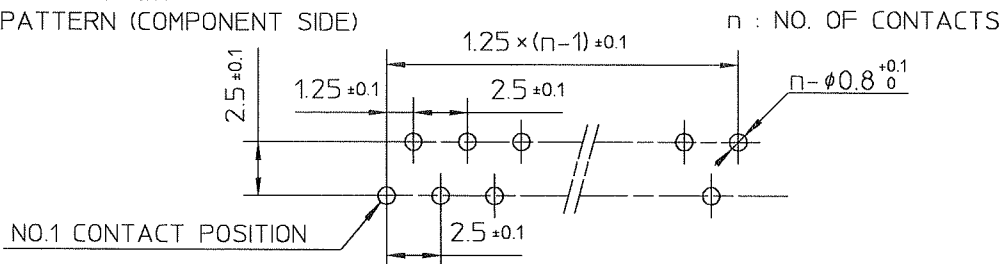 PATTERN (COMPONENT SIDE)
n : NO. OF CONTACTS
1.25 ×(n-1) ±0.1
n-φ0.8 +0.1 0
2.5 ±0.1
1.25 ±0.1
2.5 ±0.1
NO.1 CONTACT POSITION
2.5 ±0.1